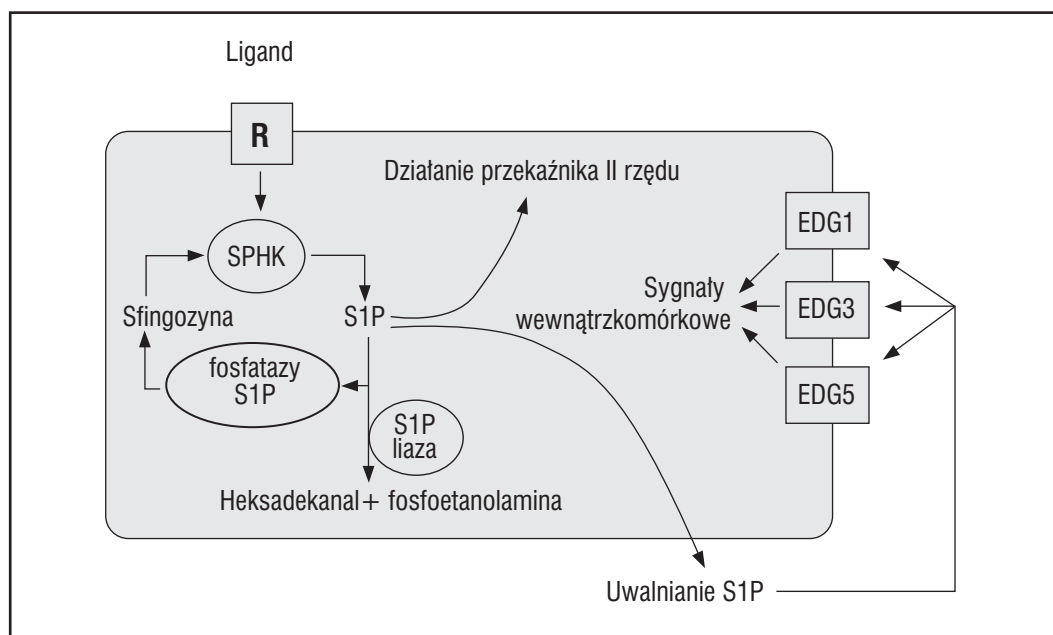 Ligand
R
Działanie przekaźnika II rzędu
EDG1
SPHK
Sygnały
wewnątrzkomórkowe
EDG3
Sfingozyna
S1P
fosfatazy
S1P
EDG5
S1P
liaza
Heksadekanal+ fosfoetanolamina
Uwalnianie S1P